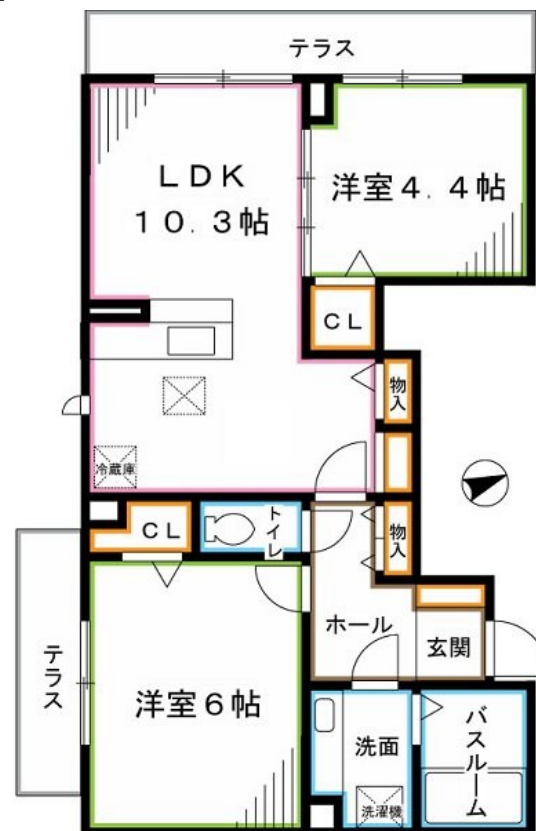 テラス
LDK
10.3帖
洋室4.4帖
CL
物入
冷蔵庫
CL
トイレ
物入
ホール
玄関
テラス
洋室6帖
洗面
洗濯機
バスルーム